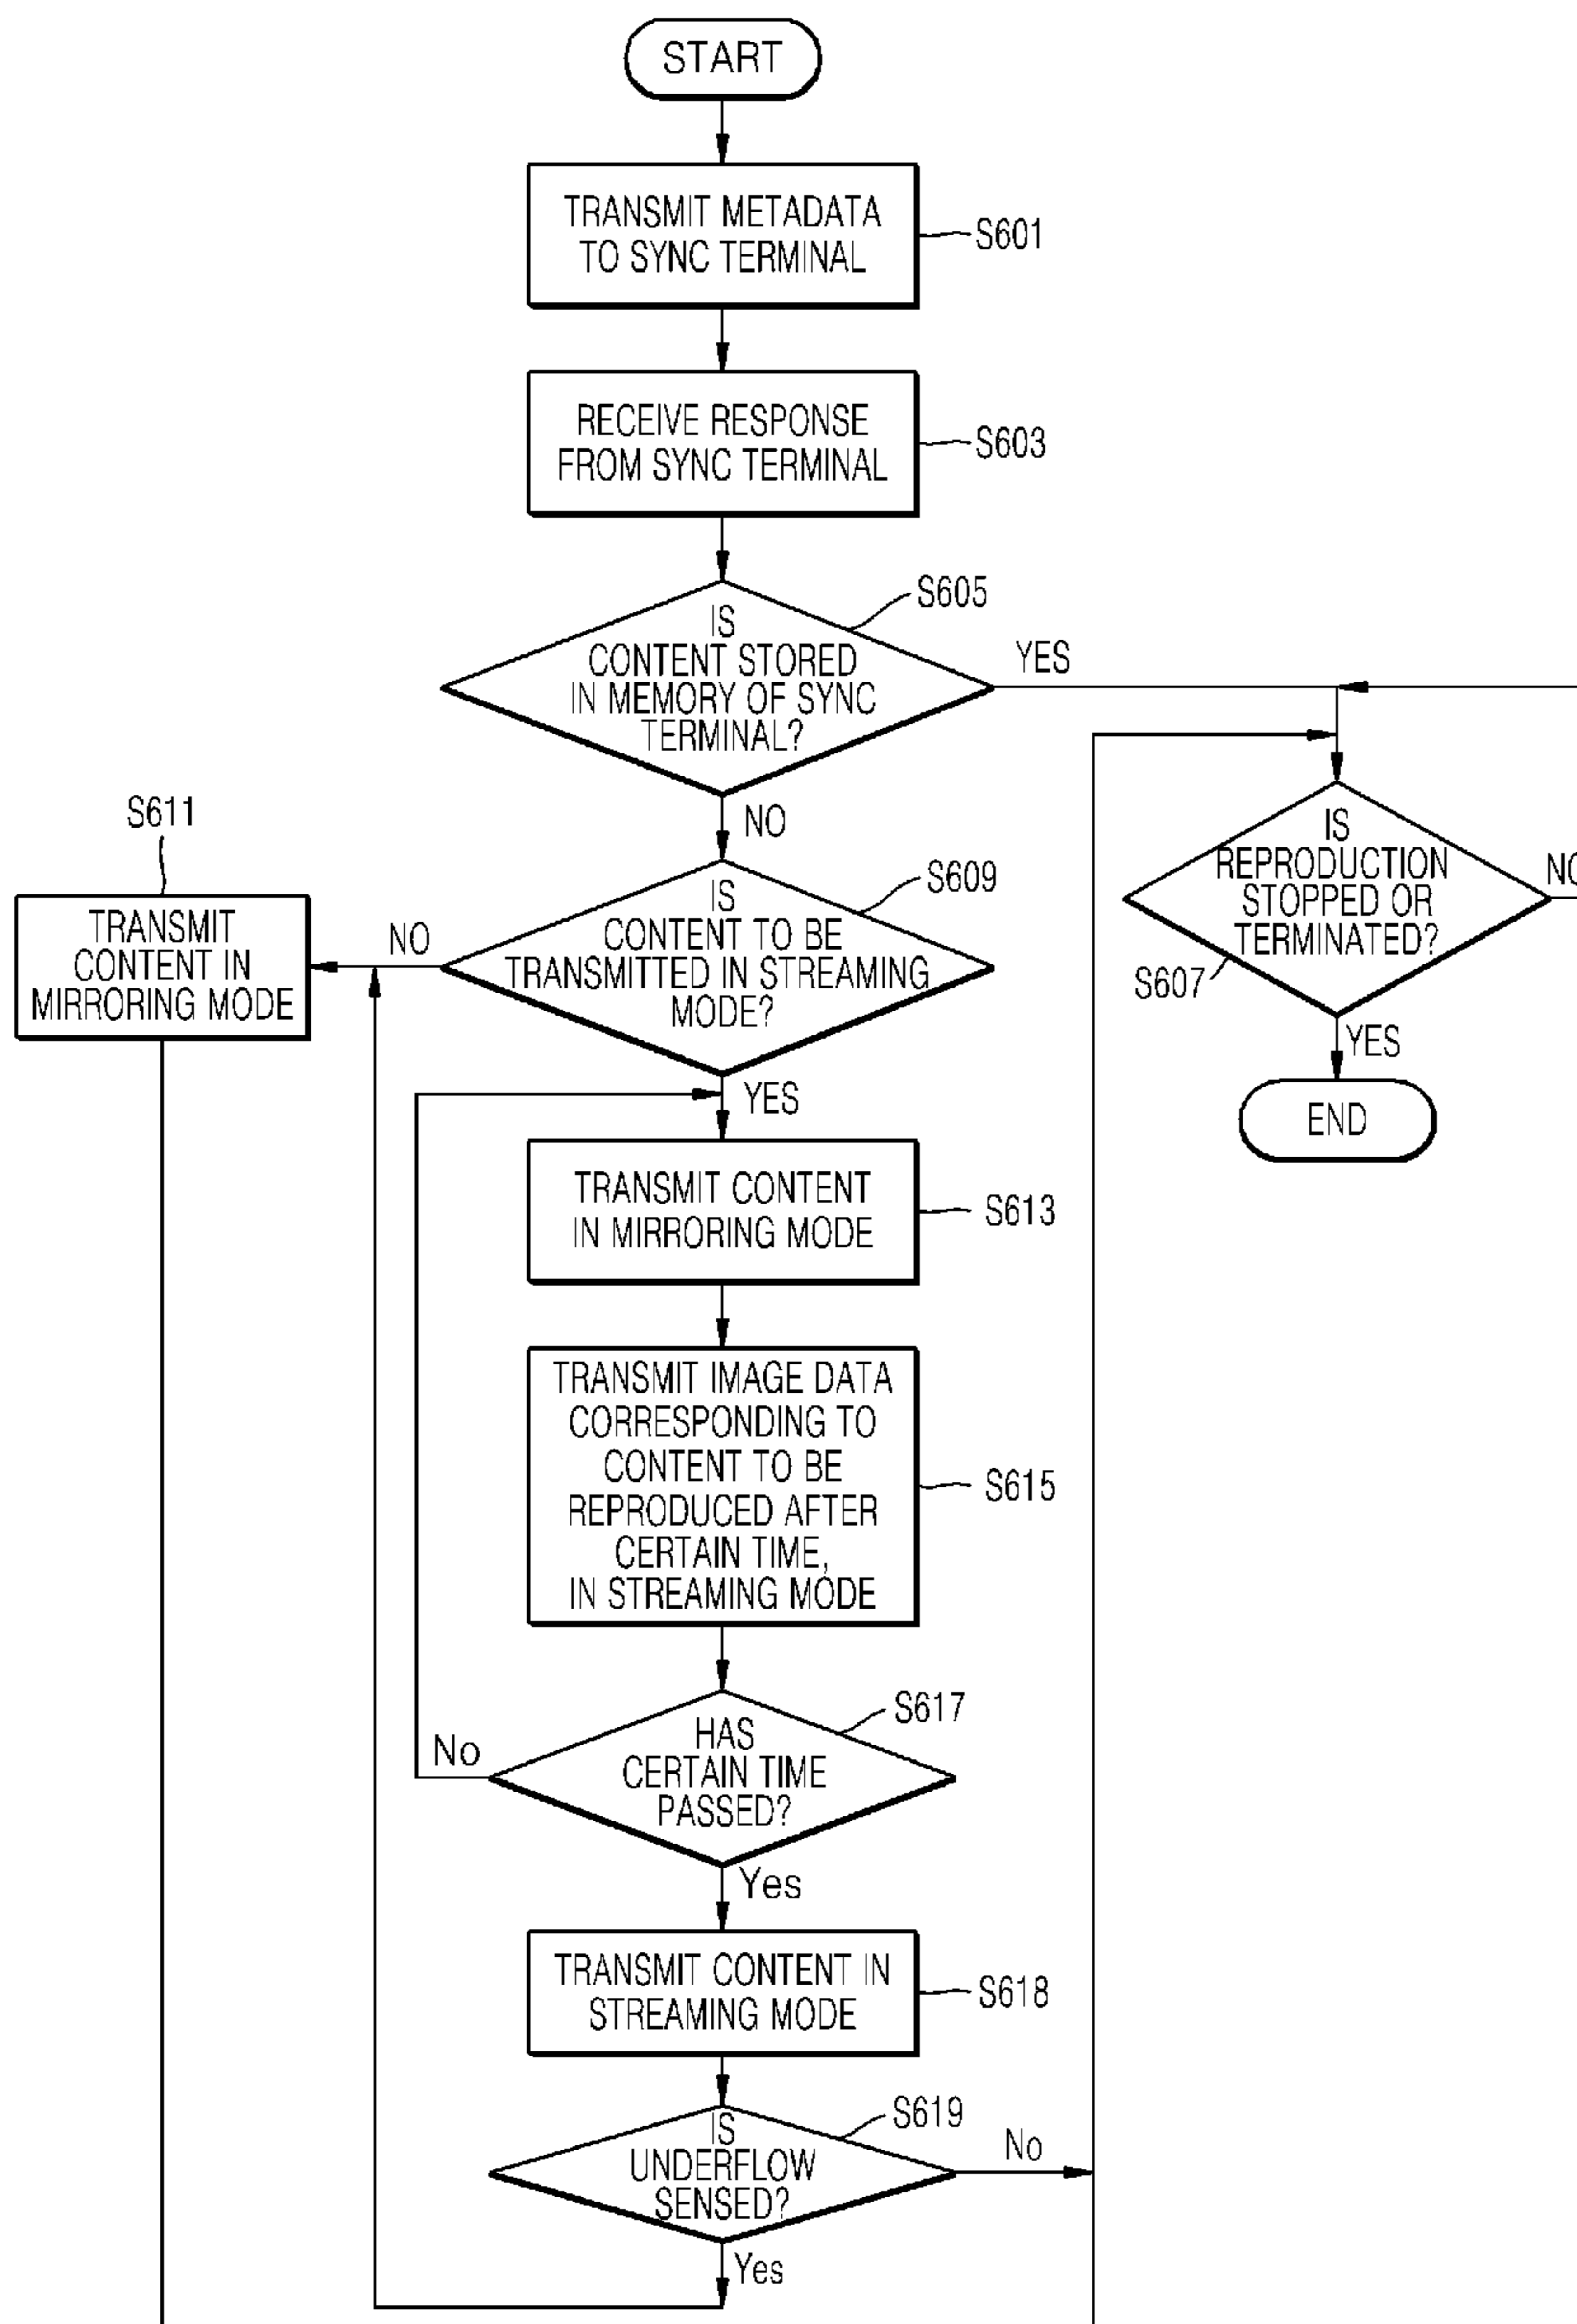 START
TRANSMIT METADATA
TO SYNC TERMINAL
S601
RECEIVE RESPONSE
FROM SYNC TERMINAL
S603
IS
CONTENT STORED
IN MEMORY OF SYNC
TERMINAL?
S605
YES
NO
IS
REPRODUCTION
STOPPED OR
TERMINATED?
S607
NO
YES
END
IS
CONTENT TO BE
TRANSMITTED IN STREAMING
MODE?
S609
NO
S611
TRANSMIT
CONTENT IN
MIRRORING MODE
YES
TRANSMIT CONTENT
IN MIRRORING MODE
S613
TRANSMIT IMAGE DATA
CORRESPONDING TO
CONTENT TO BE
REPRODUCED AFTER
CERTAIN TIME,
IN STREAMING MODE
S615
HAS
CERTAIN TIME
PASSED?
S617
No
Yes
TRANSMIT CONTENT IN
STREAMING MODE
S618
IS
UNDERFLOW
SENSED?
S619
No
Yes